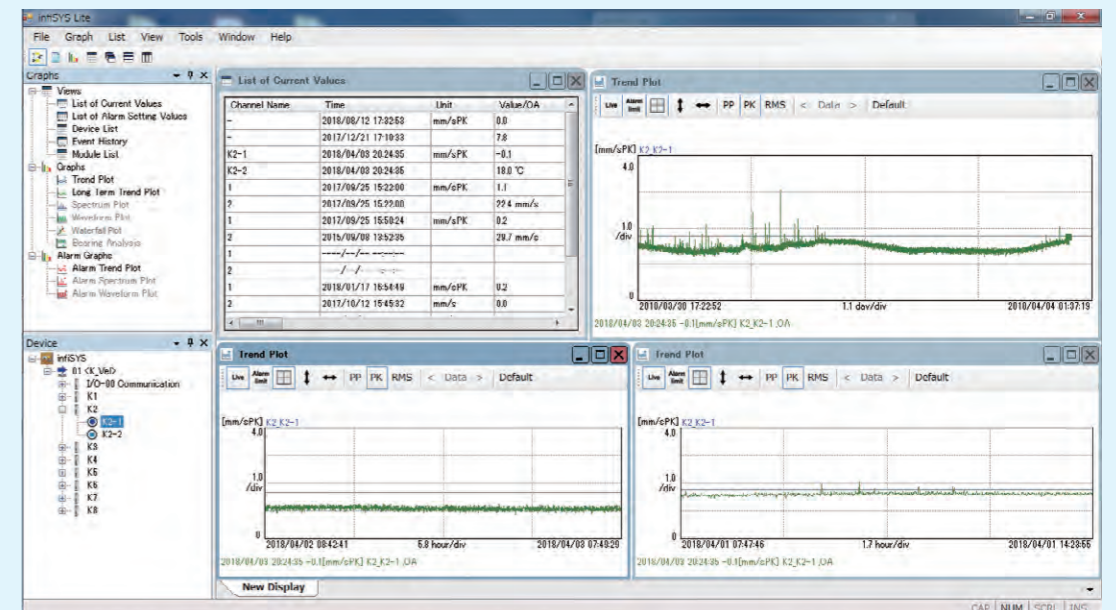 infiSYS Lite
File Graph List View Tools Window Help
Graphs
Views
List of Current Values
List of Alarm Setting Values
Device List
Event History
Module List
Graphs
Trend Plot
Long Term Trend Plot
Spectrum Plot
Waveform Plot
Waterfall Plot
Bearing Analysis
Alarm Graphs
Alarm Trend Plot
Alarm Spectrum Plot
Alarm Waveform Plot
List of Current Values
Channel Name Time Unit Value/OA
- 2018/08/12 17:32:53 mm/sPK 0.0
- 2017/12/21 17:10:33 7.8
K2-1 2018/04/03 20:24:35 mm/sPK -0.1
K2-2 2018/04/03 20:24:35 18.0 ℃
1 2017/09/25 15:22:00 mm/sPK 1.1
2 2017/09/25 15:22:00 22.4 mm/s
1 2017/09/25 15:50:24 mm/sPK 0.2
2 2015/09/08 13:52:35 28.7 mm/s
1 ----/--/-- --:--:--
2
1 2018/01/17 16:54:49 mm/sPK 0.2
2 2017/10/12 15:45:32 mm/s 0.0
Trend Plot
Live Alarm limit PP PK RMS < Data > Default
[mm/sPK] K2_K2-1
4.0
1.0
/div
0
2018/03/30 17:22:52 1.1 day/div 2018/04/04 01:37:19
2018/04/03 20:24:35 -0.1[mm/sPK] K2_K2-1 ,OA
Device
infiSYS
01 <K_Vel>
I/O-00 Communication
K1
K2
K2-1
K2-2
K3
K4
K5
K6
K7
K8
Trend Plot
Live Alarm limit PP PK RMS < Data > Default
[mm/sPK] K2_K2-1
4.0
1.0
/div
0
2018/04/02 08:42:41 5.8 hour/div 2018/04/03 07:49:29
2018/04/03 20:24:35 -0.1[mm/sPK] K2_K2-1 ,OA
Trend Plot
Live Alarm limit PP PK RMS < Data > Default
[mm/sPK] K2_K2-1
4.0
1.0
/div
0
2018/04/01 07:47:46 1.7 hour/div 2018/04/01 14:23:55
2018/04/03 20:24:35 -0.1[mm/sPK] K2_K2-1 ,OA
New Display
CAP NUM SCRL INS